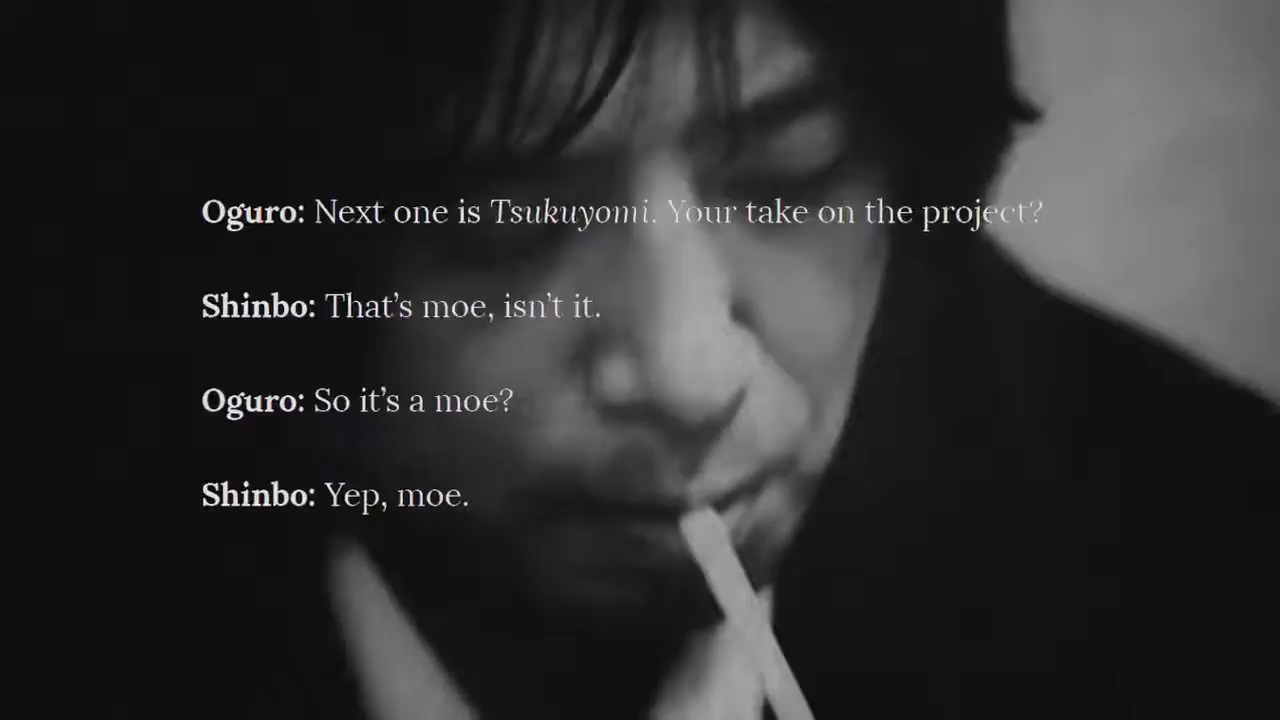 Oguro: Next one is Tsukuyomi. Your take on the project?
Shinbo: That’s moe, isn’t it.
Oguro: So it’s a moe?
Shinbo: Yep, moe.